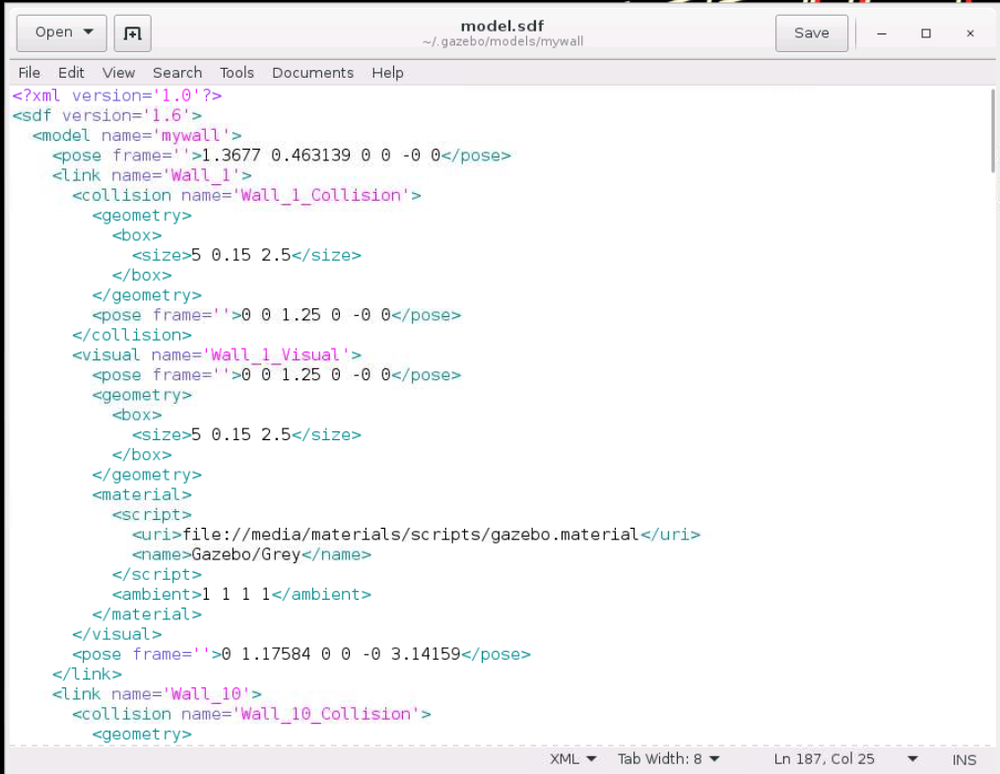 Open
model.sdf
~/.gazebo/models/mywall
Save
File Edit View Search Tools Documents Help
<?xml version='1.0'?>
<sdf version='1.6'>
  <model name='mywall'>
    <pose frame=''>1.3677 0.463139 0 0 -0 0</pose>
    <link name='Wall_1'>
      <collision name='Wall_1_Collision'>
        <geometry>
          <box>
            <size>5 0.15 2.5</size>
          </box>
        </geometry>
        <pose frame=''>0 0 1.25 0 -0 0</pose>
      </collision>
      <visual name='Wall_1_Visual'>
        <pose frame=''>0 0 1.25 0 -0 0</pose>
        <geometry>
          <box>
            <size>5 0.15 2.5</size>
          </box>
        </geometry>
        <material>
          <script>
            <uri>file://media/materials/scripts/gazebo.material</uri>
            <name>Gazebo/Grey</name>
          </script>
          <ambient>1 1 1 1</ambient>
        </material>
      </visual>
      <pose frame=''>0 1.17584 0 0 -0 3.14159</pose>
    </link>
    <link name='Wall_10'>
      <collision name='Wall_10_Collision'>
        <geometry>
XML Tab Width: 8 Ln 187, Col 25 INS